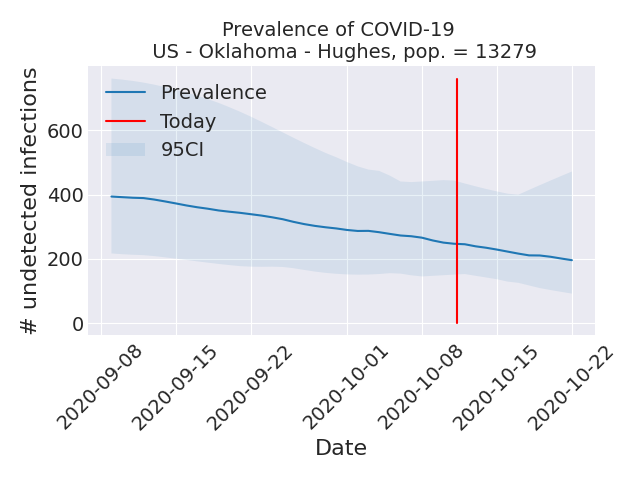 Prevalence of COVID-19
US - Oklahoma - Hughes, pop. = 13279
# undetected infections
600
400
200
0
Prevalence
Today
95CI
2020-09-08
2020-09-15
2020-09-22
2020-10-01
2020-10-08
2020-10-15
2020-10-22
Date